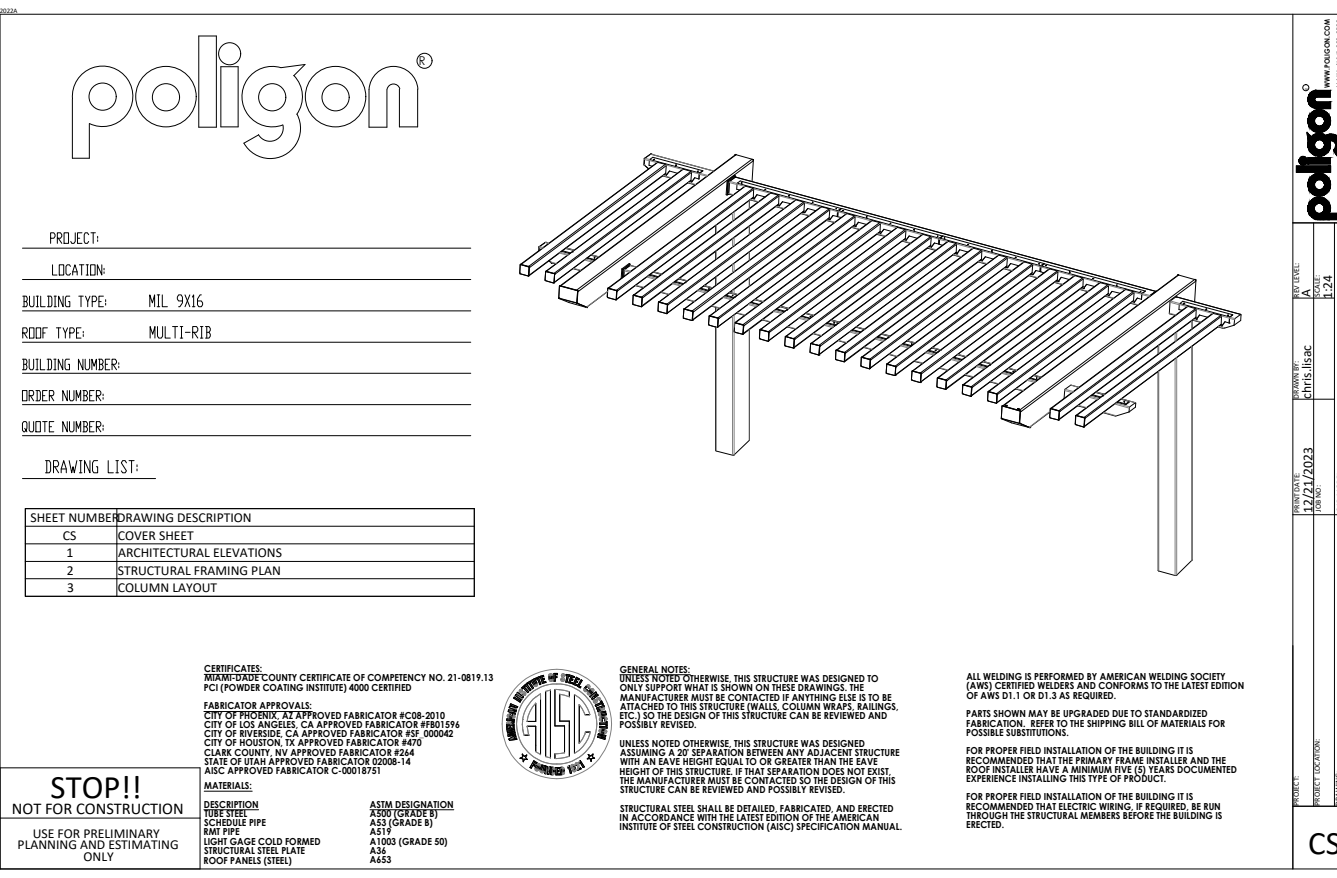 2022A
poligon®
PROJECT:
LOCATION:
BUILDING TYPE: MIL 9X16
ROOF TYPE: MULTI-RIB
BUILDING NUMBER:
ORDER NUMBER:
QUOTE NUMBER:
DRAWING LIST:
SHEET NUMBER DRAWING DESCRIPTION
CS COVER SHEET
1 ARCHITECTURAL ELEVATIONS
2 STRUCTURAL FRAMING PLAN
3 COLUMN LAYOUT
STOP!!
NOT FOR CONSTRUCTION
USE FOR PRELIMINARY
PLANNING AND ESTIMATING
ONLY
CERTIFICATES:
MIAMI-DADE COUNTY CERTIFICATE OF COMPETENCY NO. 21-0819.13
PCI (POWDER COATING INSTITUTE) 4000 CERTIFIED
FABRICATOR APPROVALS:
CITY OF PHOENIX, AZ APPROVED FABRICATOR #C08-2010
CITY OF LOS ANGELES, CA APPROVED FABRICATOR #FB01596
CITY OF RIVERSIDE, CA APPROVED FABRICATOR #SF_000042
CITY OF HOUSTON, TX APPROVED FABRICATOR #470
CLARK COUNTY, NV APPROVED FABRICATOR #264
STATE OF UTAH APPROVED FABRICATOR 02008-14
AISC APPROVED FABRICATOR C-00018751
MATERIALS:
DESCRIPTION ASTM DESIGNATION
TUBE STEEL A500 (GRADE B)
SCHEDULE PIPE A53 (GRADE B)
RMT PIPE A519
LIGHT GAGE COLD FORMED A1003 (GRADE 50)
STRUCTURAL STEEL PLATE A36
ROOF PANELS (STEEL) A653
AMERICAN INSTITUTE OF STEEL CONSTRUCTION
AISC
FOUNDED 1921
GENERAL NOTES:
UNLESS NOTED OTHERWISE, THIS STRUCTURE WAS DESIGNED TO
ONLY SUPPORT WHAT IS SHOWN ON THESE DRAWINGS. THE
MANUFACTURER MUST BE CONTACTED IF ANYTHING ELSE IS TO BE
ATTACHED TO THIS STRUCTURE (WALLS, COLUMN WRAPS, RAILINGS,
ETC.) SO THE DESIGN OF THIS STRUCTURE CAN BE REVIEWED AND
POSSIBLY REVISED.
UNLESS NOTED OTHERWISE, THIS STRUCTURE WAS DESIGNED
ASSUMING A 20' SEPARATION BETWEEN ANY ADJACENT STRUCTURE
WITH AN EAVE HEIGHT EQUAL TO OR GREATER THAN THE EAVE
HEIGHT OF THIS STRUCTURE. IF THAT SEPARATION DOES NOT EXIST,
THE MANUFACTURER MUST BE CONTACTED SO THE DESIGN OF THIS
STRUCTURE CAN BE REVIEWED AND POSSIBLY REVISED.
STRUCTURAL STEEL SHALL BE DETAILED, FABRICATED, AND ERECTED
IN ACCORDANCE WITH THE LATEST EDITION OF THE AMERICAN
INSTITUTE OF STEEL CONSTRUCTION (AISC) SPECIFICATION MANUAL.
ALL WELDING IS PERFORMED BY AMERICAN WELDING SOCIETY
(AWS) CERTIFIED WELDERS AND CONFORMS TO THE LATEST EDITION
OF AWS D1.1 OR D1.3 AS REQUIRED.
PARTS SHOWN MAY BE UPGRADED DUE TO STANDARDIZED
FABRICATION. REFER TO THE SHIPPING BILL OF MATERIALS FOR
POSSIBLE SUBSTITUTIONS.
FOR PROPER FIELD INSTALLATION OF THE BUILDING IT IS
RECOMMENDED THAT THE PRIMARY FRAME INSTALLER AND THE
ROOF INSTALLER HAVE A MINIMUM FIVE (5) YEARS DOCUMENTED
EXPERIENCE INSTALLING THIS TYPE OF PRODUCT.
FOR PROPER FIELD INSTALLATION OF THE BUILDING IT IS
RECOMMENDED THAT ELECTRIC WIRING, IF REQUIRED, BE RUN
THROUGH THE STRUCTURAL MEMBERS BEFORE THE BUILDING IS
ERECTED.
poligon
WWW.POLIGON.COM
REV LEVEL:
A
SCALE:
1:24
DRAWN BY:
chris.lisac
PRINT DATE:
12/21/2023
JOB NO:
PROJECT:
PROJECT LOCATION:
CS